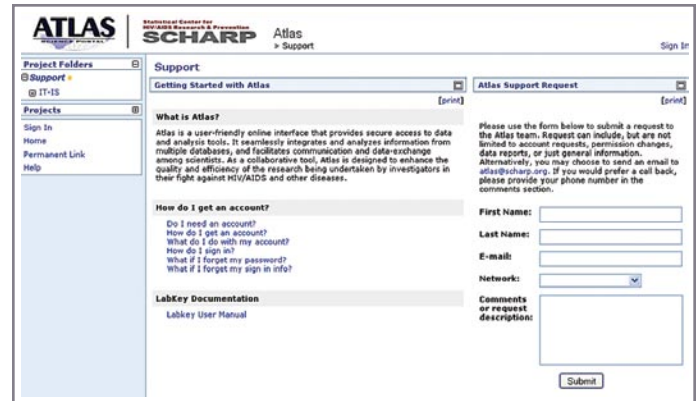 ATLAS
SCIENCE PORTAL
Statistical Center for
HIV/AIDS Research & Prevention
SCHARP
Atlas
> Support
Sign In
Project Folders
Support
IT-IS
Projects
Sign In
Home
Permanent Link
Help
Support
Getting Started with Atlas
[print]
What is Atlas?
Atlas is a user-friendly online interface that provides secure access to data
and analysis tools. It seamlessly integrates and analyzes information from
multiple databases, and facilitates communication and data-exchange
among scientists. As a collaborative tool, Atlas is designed to enhance the
quality and efficiency of the research being undertaken by investigators in
their fight against HIV/AIDS and other diseases.
How do I get an account?
Do I need an account?
How do I get an account?
What do I do with my account?
How do I sign in?
What if I forget my password?
What if I forget my sign in info?
LabKey Documentation
Labkey User Manual
Atlas Support Request
[print]
Please use the form below to submit a request to
the Atlas team. Request can include, but are not
limited to account requests, permission changes,
data reports, or just general information.
Alternatively, you may choose to send an email to
atlas@scharp.org. If you would prefer a call back,
please provide your phone number in the
comments section.
First Name:
Last Name:
E-mail:
Network:
Comments
or request
description:
Submit